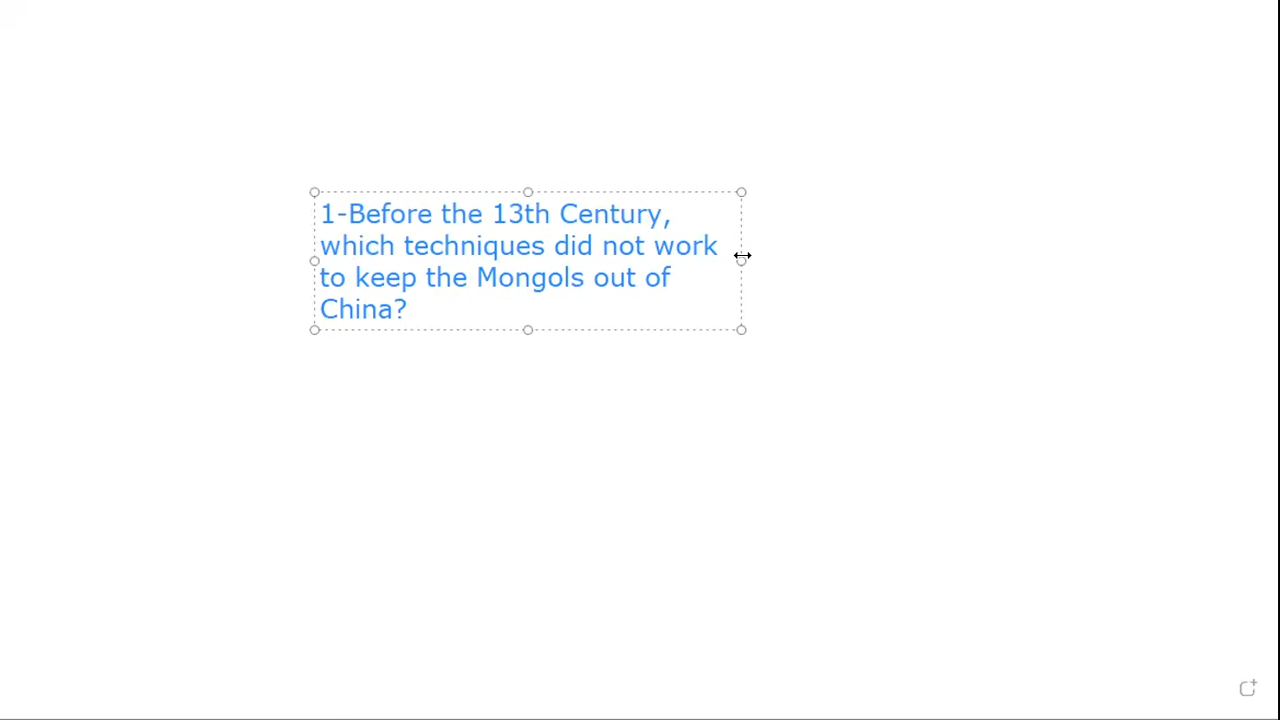 1-Before the 13th Century,
which techniques did not work
to keep the Mongols out of
China?